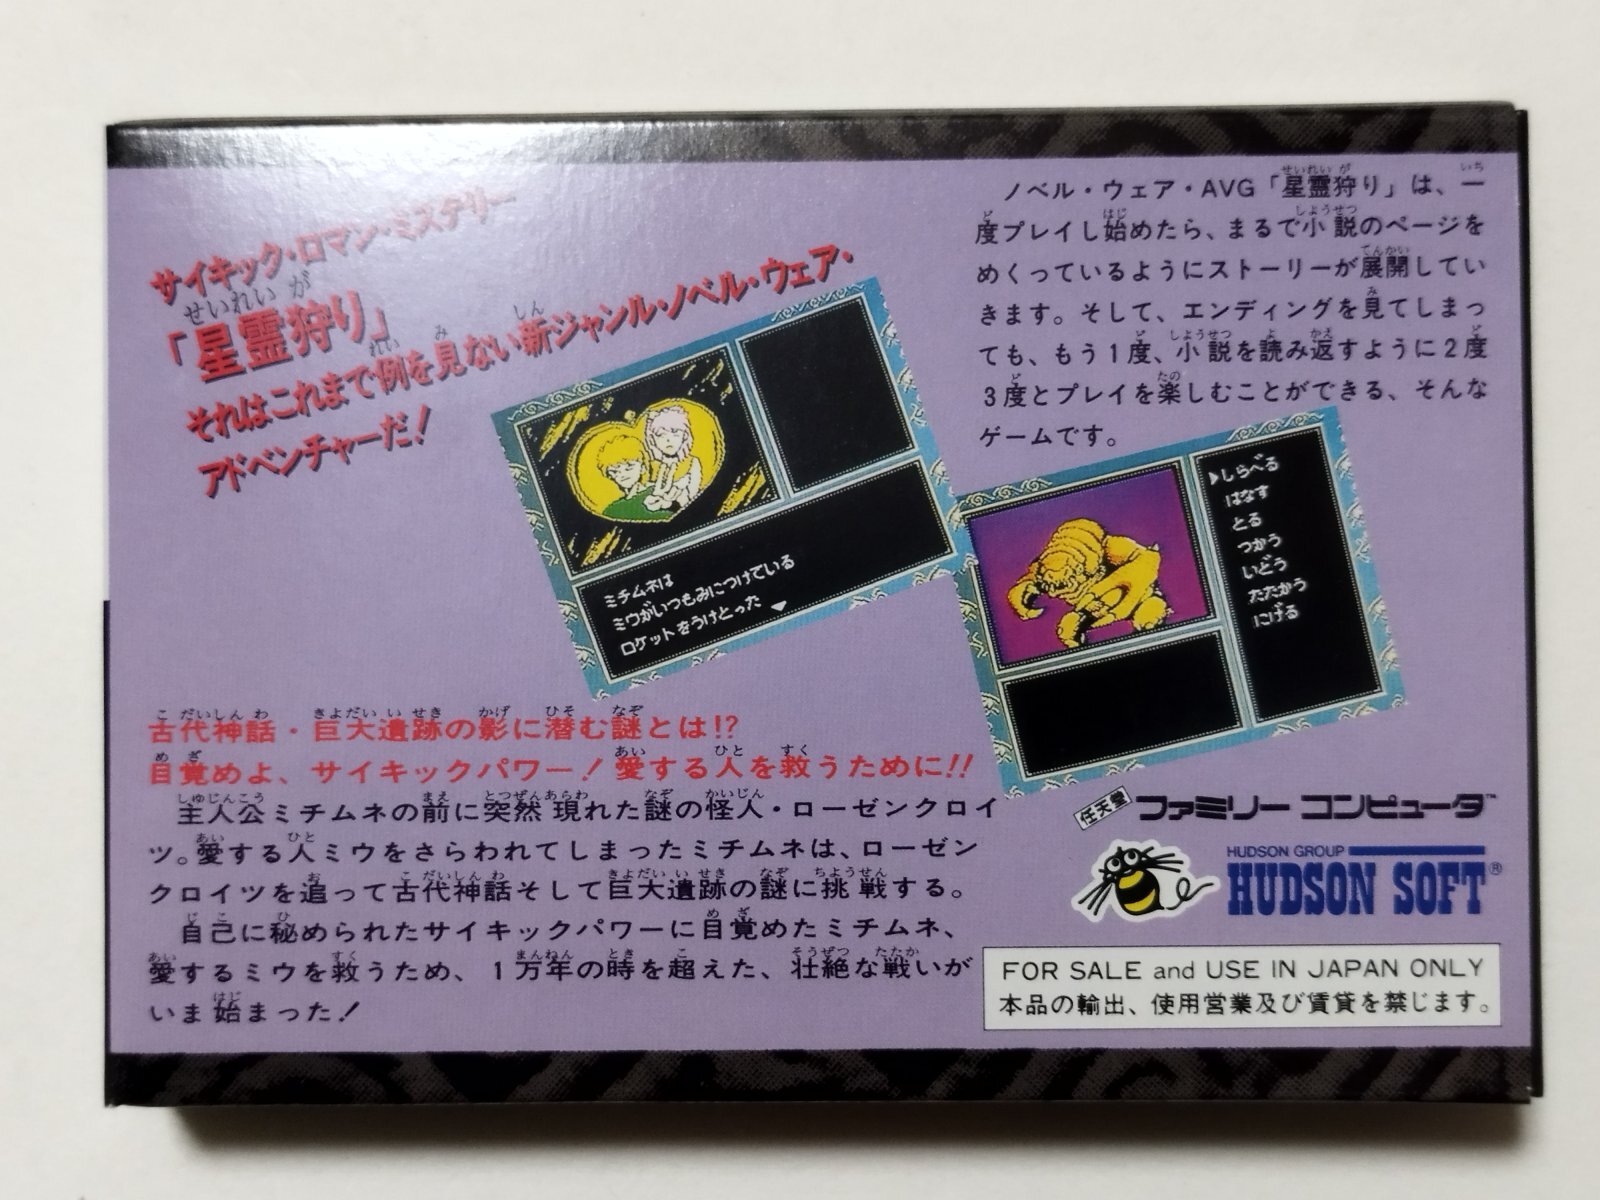 サイキック・ロマン・ミステリー
「星霊狩り」
それはこれまで例を見ない新ジャンル・ノベル・ウェア・
アドベンチャーだ!
ノベル・ウェア・AVG「星霊狩り」は、一
度プレイし始めたら、まるで小説のページを
めくっているようにストーリーが展開してい
きます。そして、エンディングを見てしまっ
ても、もう1度、小説を読み返すように2度
3度とプレイを楽しむことができる、そんな
ゲームです。
ミチムネは
ミウがいつもみにつけている
ロケットをうけとった
しらべる
はなす
とる
つかう
いどう
たたかう
にげる
古代神話・巨大遺跡の影に潜む謎とは!?
目覚めよ、サイキックパワー!愛する人を救うために!!
主人公ミチムネの前に突然現れた謎の怪人・ローゼンクロイ
ツ。愛する人ミウをさらわれてしまったミチムネは、ローゼン
クロイツを追って古代神話そして巨大遺跡の謎に挑戦する。
自己に秘められたサイキックパワーに目覚めたミチムネ、
愛するミウを救うため、1万年の時を超えた、壮絶な戦いが
いま始まった!
任天堂 ファミリーコンピュータ™
HUDSON GROUP
HUDSON SOFT®
FOR SALE and USE IN JAPAN ONLY
本品の輸出、使用営業及び賃貸を禁じます。